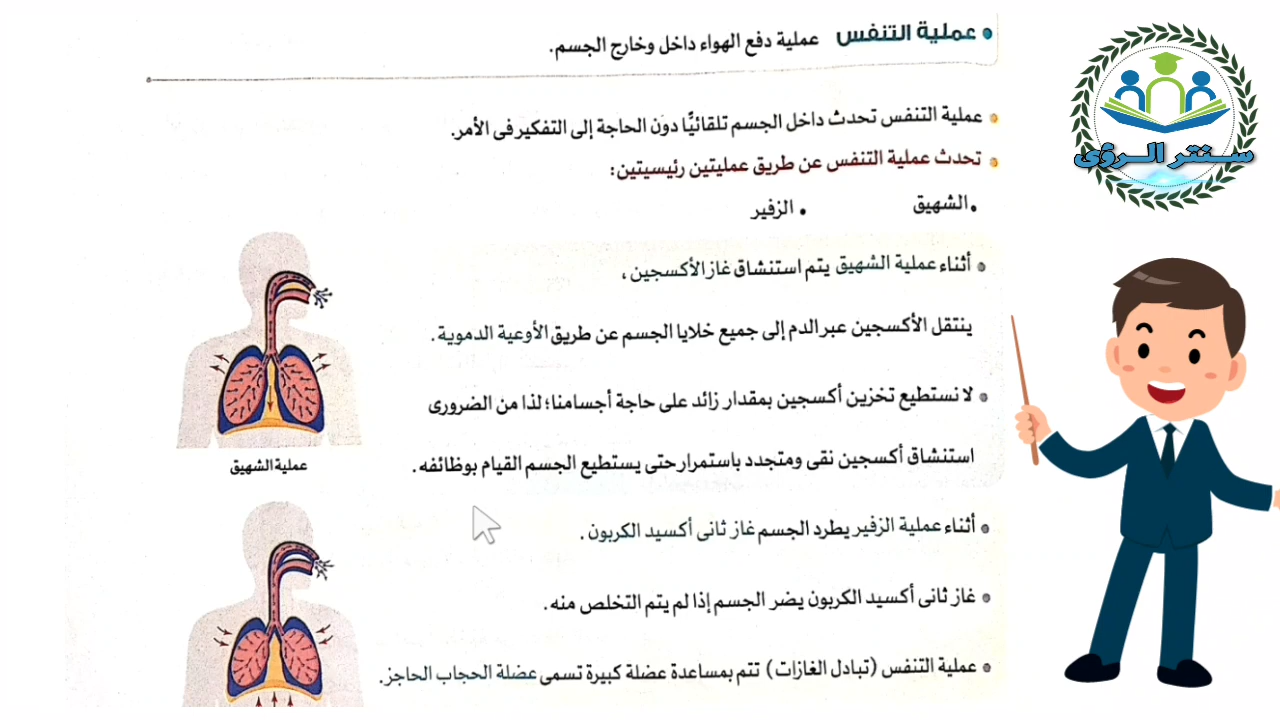 عملية التنفس عملية دفع الهواء داخل وخارج الجسم.
عملية التنفس تحدث داخل الجسم تلقائيًّا دون الحاجة إلى التفكير فى الأمر.
تحدث عملية التنفس عن طريق عمليتين رئيسيتين:
• الشهيق • الزفير
أثناء عملية الشهيق يتم استنشاق غاز الأكسجين،
ينتقل الأكسجين عبر الدم إلى جميع خلايا الجسم عن طريق الأوعية الدموية.
لا نستطيع تخزين أكسجين بمقدار زائد على حاجة أجسامنا؛ لذا من الضرورى
استنشاق أكسجين نقى ومتجدد باستمرار حتى يستطيع الجسم القيام بوظائفه.
عملية الشهيق
أثناء عملية الزفير يطرد الجسم غاز ثانى أكسيد الكربون.
غاز ثانى أكسيد الكربون يضر الجسم إذا لم يتم التخلص منه.
عملية التنفس (تبادل الغازات) تتم بمساعدة عضلة كبيرة تسمى عضلة الحجاب الحاجز.
سنتر الرؤى